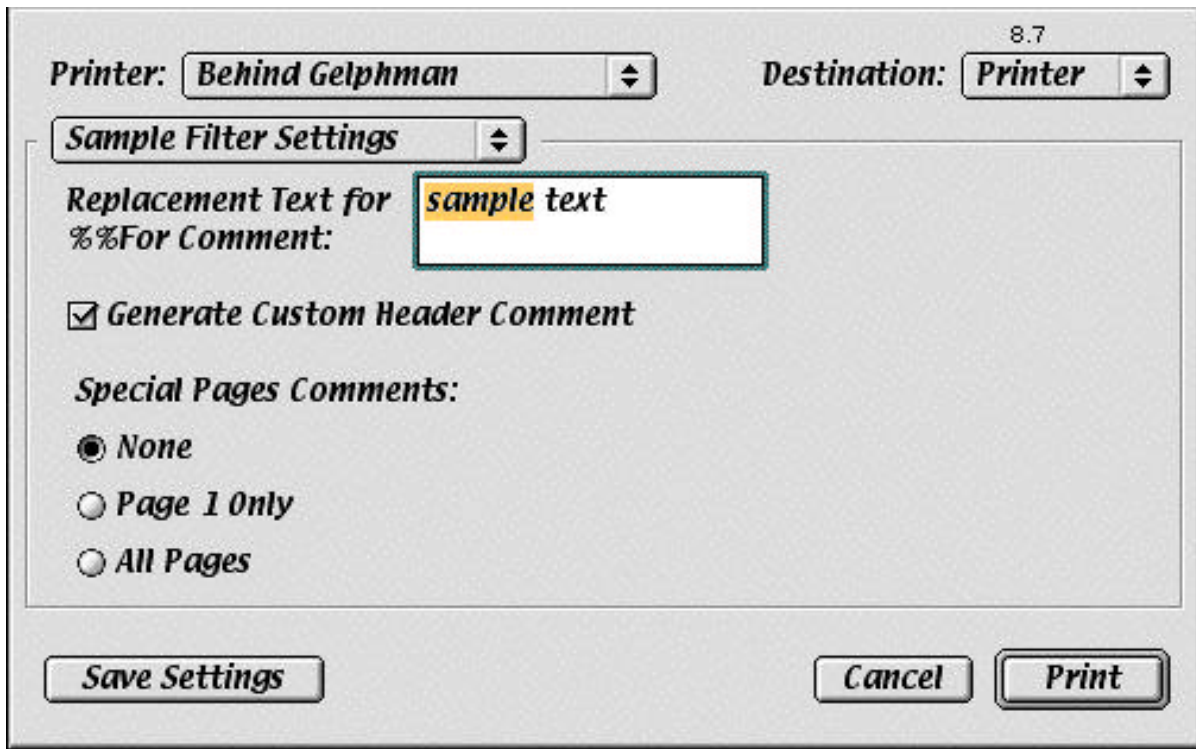 8.7
Printer: Behind Gelphman Destination: Printer
Sample Filter Settings
Replacement Text for sample text
%%For Comment:
Generate Custom Header Comment
Special Pages Comments:
None
Page 1 Only
All Pages
Save Settings Cancel Print